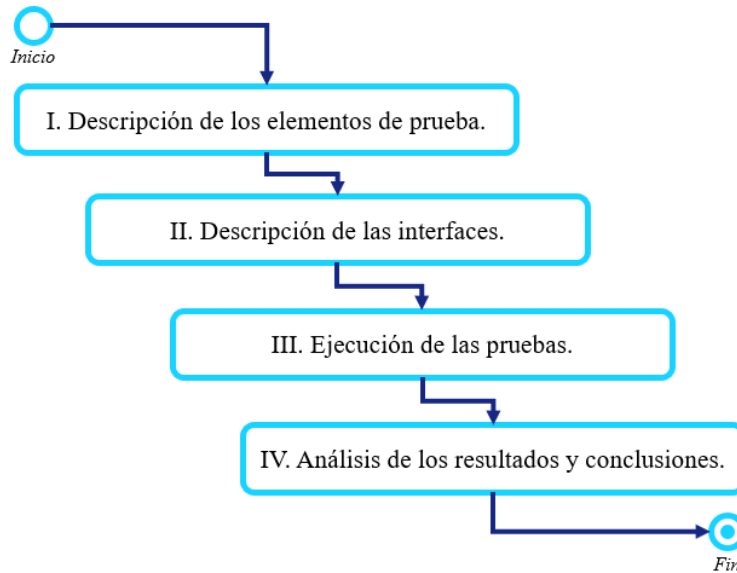 Inicio
I. Descripción de los elementos de prueba.
II. Descripción de las interfaces.
III. Ejecución de las pruebas.
IV. Análisis de los resultados y conclusiones.
Fin